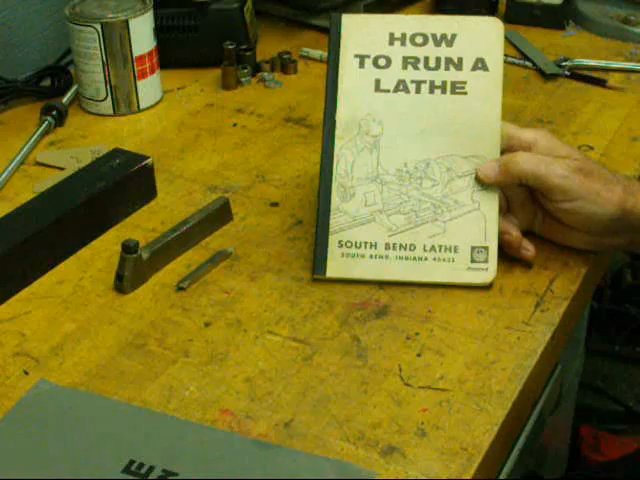 HOW
TO RUN A
LATHE
SOUTH BEND LATHE
SOUTH BEND, INDIANA 46623